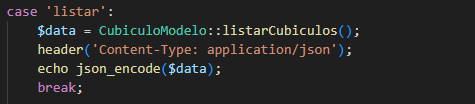 case 'listar':
    $data = CubiculoModelo::listarCubiculos();
    header('Content-Type: application/json');
    echo json_encode($data);
    break;